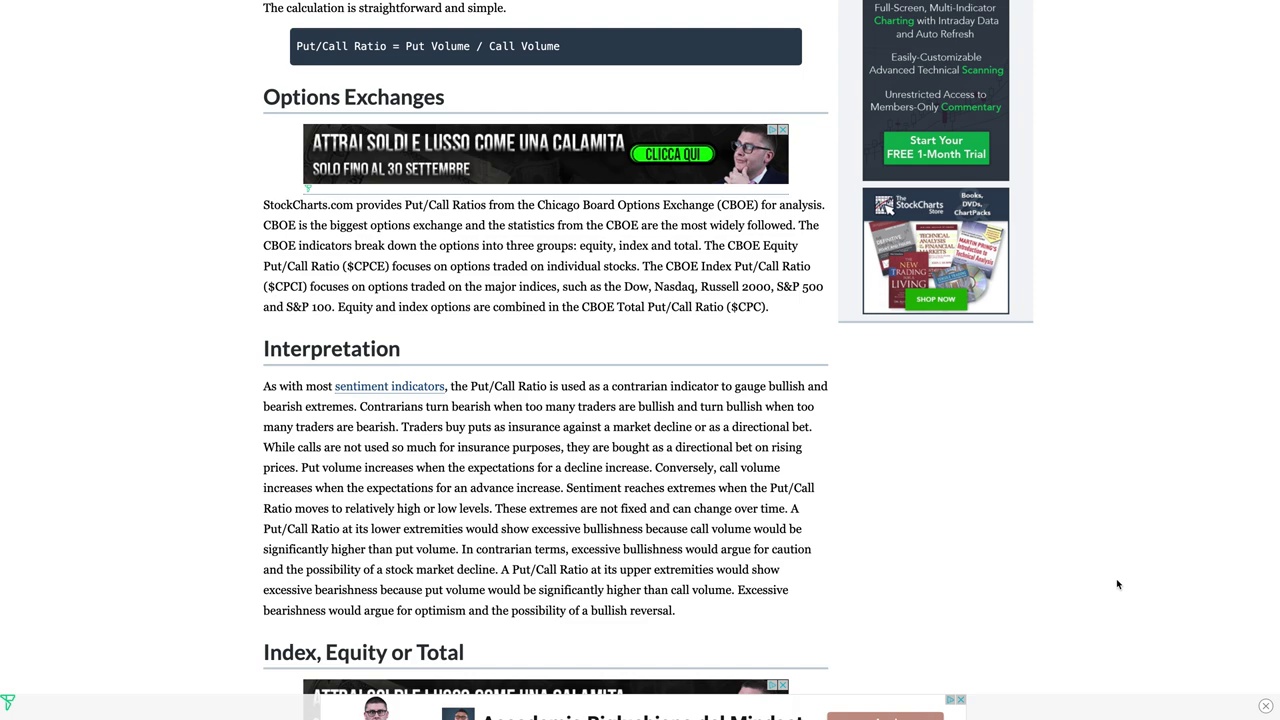 The calculation is straightforward and simple.
Put/Call Ratio = Put Volume / Call Volume
Options Exchanges
ATTRAI SOLDI E LUSSO COME UNA CALAMITA
SOLO FINO AL 30 SETTEMBRE
CLICCA QUI
StockCharts.com provides Put/Call Ratios from the Chicago Board Options Exchange (CBOE) for analysis.
CBOE is the biggest options exchange and the statistics from the CBOE are the most widely followed. The
CBOE indicators break down the options into three groups: equity, index and total. The CBOE Equity
Put/Call Ratio ($CPCE) focuses on options traded on individual stocks. The CBOE Index Put/Call Ratio
($CPCI) focuses on options traded on the major indices, such as the Dow, Nasdaq, Russell 2000, S&P 500
and S&P 100. Equity and index options are combined in the CBOE Total Put/Call Ratio ($CPC).
Interpretation
As with most sentiment indicators, the Put/Call Ratio is used as a contrarian indicator to gauge bullish and
bearish extremes. Contrarians turn bearish when too many traders are bullish and turn bullish when too
many traders are bearish. Traders buy puts as insurance against a market decline or as a directional bet.
While calls are not used so much for insurance purposes, they are bought as a directional bet on rising
prices. Put volume increases when the expectations for a decline increase. Conversely, call volume
increases when the expectations for an advance increase. Sentiment reaches extremes when the Put/Call
Ratio moves to relatively high or low levels. These extremes are not fixed and can change over time. A
Put/Call Ratio at its lower extremities would show excessive bullishness because call volume would be
significantly higher than put volume. In contrarian terms, excessive bullishness would argue for caution
and the possibility of a stock market decline. A Put/Call Ratio at its upper extremities would show
excessive bearishness because put volume would be significantly higher than call volume. Excessive
bearishness would argue for optimism and the possibility of a bullish reversal.
Index, Equity or Total
ATTRAI SOLDI E LUSSO COME UNA CALAMITA
Full-Screen, Multi-Indicator
Charting with Intraday Data
and Auto Refresh
Easily-Customizable
Advanced Technical Scanning
Unrestricted Access to
Members-Only Commentary
Start Your
FREE 1-Month Trial
The
StockCharts
Store
Books,
DVDs,
ChartPacks
TECHNICAL
ANALYSIS
MARTIN PRING'S
Introduction to
Technical Analysis
THE
NEW
TRADING
FOR A
LIVING
SHOP NOW